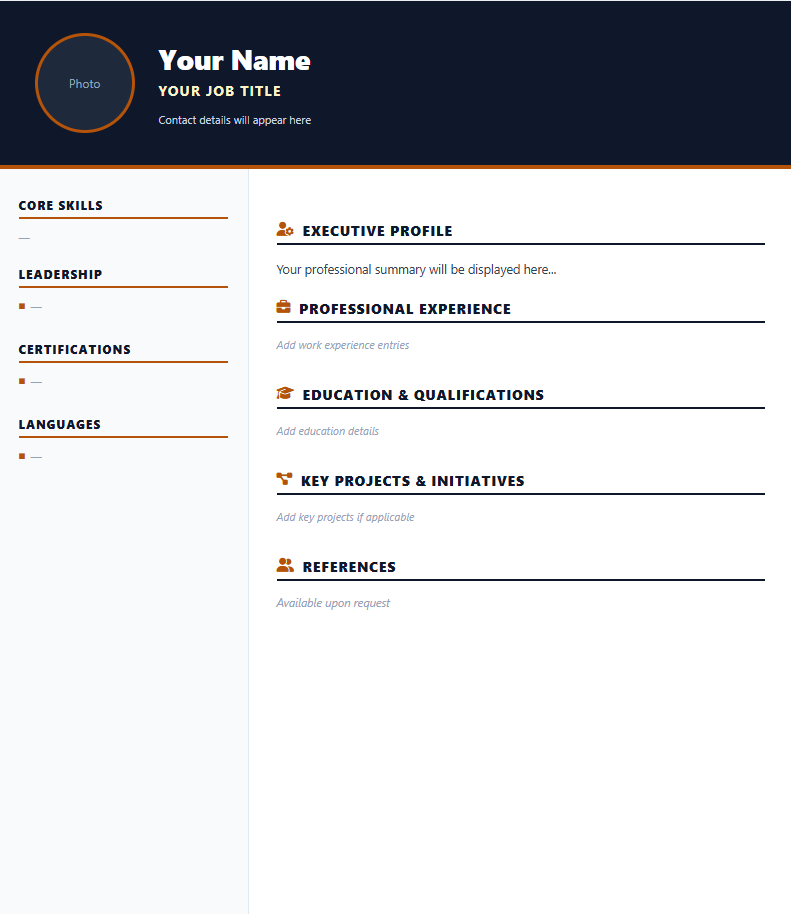 Photo
Your Name
YOUR JOB TITLE
Contact details will appear here
CORE SKILLS
—
LEADERSHIP
■ —
CERTIFICATIONS
■ —
LANGUAGES
■ —
EXECUTIVE PROFILE
Your professional summary will be displayed here...
PROFESSIONAL EXPERIENCE
Add work experience entries
EDUCATION & QUALIFICATIONS
Add education details
KEY PROJECTS & INITIATIVES
Add key projects if applicable
REFERENCES
Available upon request